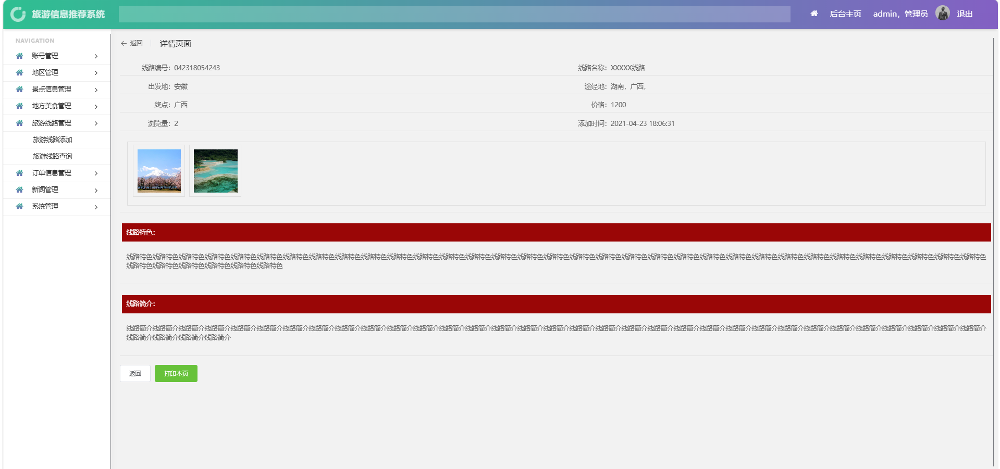 旅游信息推荐系统
后台主页
admin，管理员
退出
NAVIGATION
账号管理
地区管理
景点信息管理
地方美食管理
旅游线路管理
旅游线路添加
旅游线路查询
订单信息管理
新闻管理
系统管理
返回
详情页面
线路编号：042318054243
线路名称：XXXXX线路
出发地：安徽
途经地：湖南，广西，
终点：广西
价格：1200
浏览量：2
添加时间：2021-04-23 18:06:31
线路特色：
线路特色线路特色线路特色线路特色线路特色线路特色线路特色线路特色线路特色线路特色线路特色线路特色线路特色线路特色线路特色线路特色线路特色线路特色线路特色线路特色线路特色线路特色线路特色线路特色线路特色线路特色线路特色线路特色线路特色线路特色线路特色线路特色线路特色
线路特色线路特色线路特色线路特色线路特色线路特色
线路简介：
线路简介线路简介线路简介线路简介线路简介线路简介线路简介线路简介线路简介线路简介线路简介线路简介线路简介线路简介线路简介线路简介线路简介线路简介线路简介线路简介线路简介线路简介线路简介线路简介线路简介线路简介线路简介线路简介线路简介线路简介线路简介线路简介线路简介
线路简介线路简介线路简介线路简介
返回
打印本页